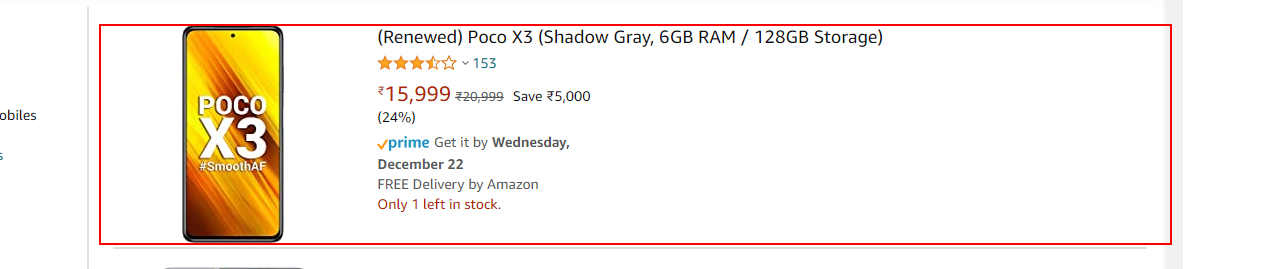 (Renewed) Poco X3 (Shadow Gray, 6GB RAM / 128GB Storage)
153
₹15,999 ₹20,999 Save ₹5,000
(24%)
prime Get it by Wednesday,
December 22
FREE Delivery by Amazon
Only 1 left in stock.
POCO
X3
#SmoothAF
obiles
s